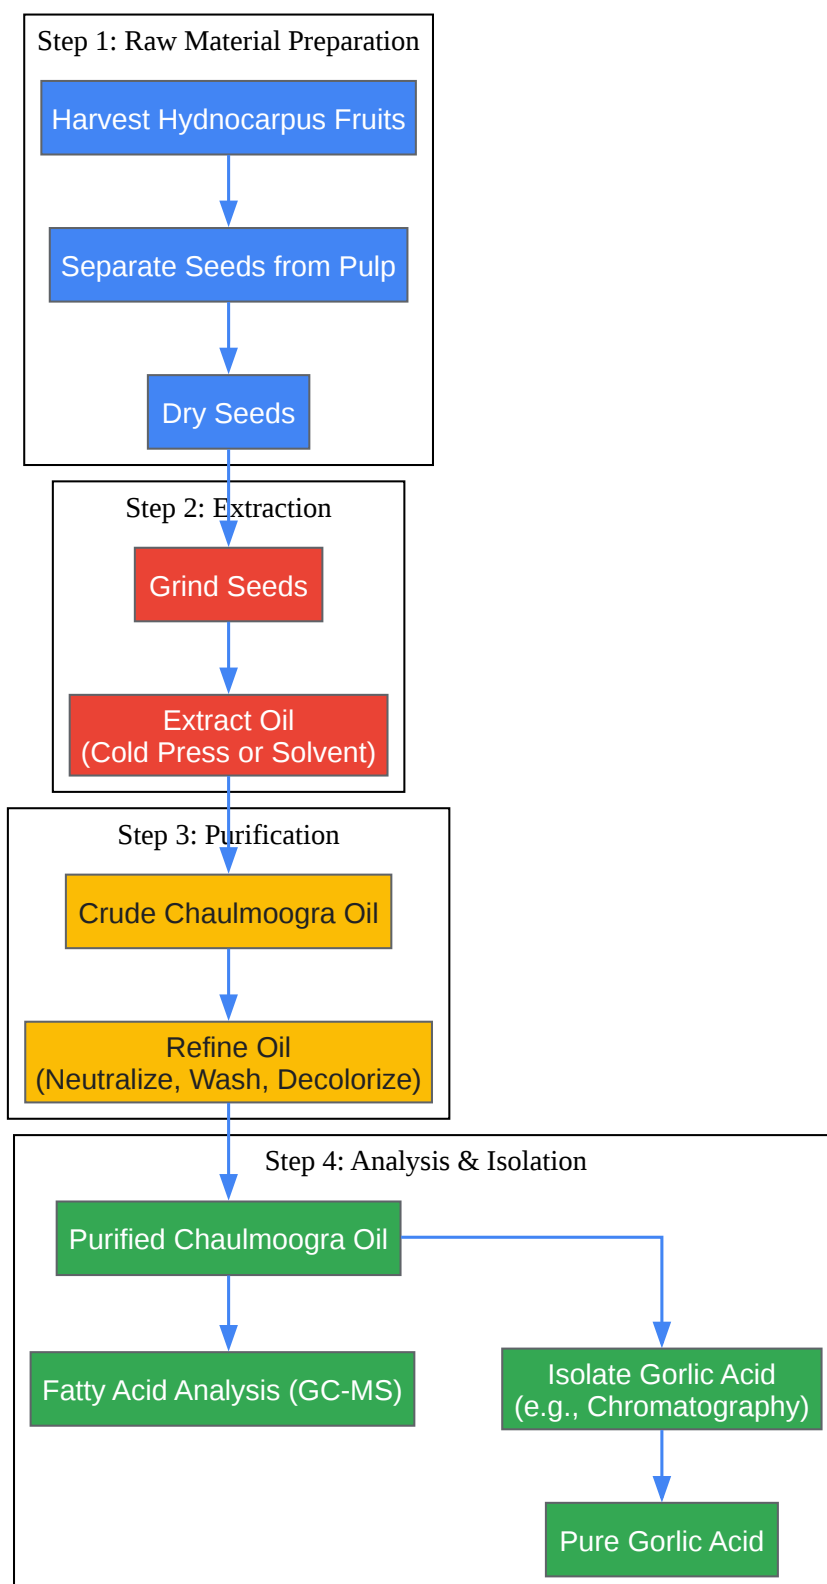 Step 1: Raw Material Preparation
Harvest Hydnocarpus Fruits
Separate Seeds from Pulp
Dry Seeds
Step 2: Extraction
Grind Seeds
Extract Oil
(Cold Press or Solvent)
Step 3: Purification
Crude Chaulmoogra Oil
Refine Oil
(Neutralize, Wash, Decolorize)
Step 4: Analysis & Isolation
Purified Chaulmoogra Oil
Fatty Acid Analysis (GC-MS)
Isolate Gorlic Acid
(e.g., Chromatography)
Pure Gorlic Acid